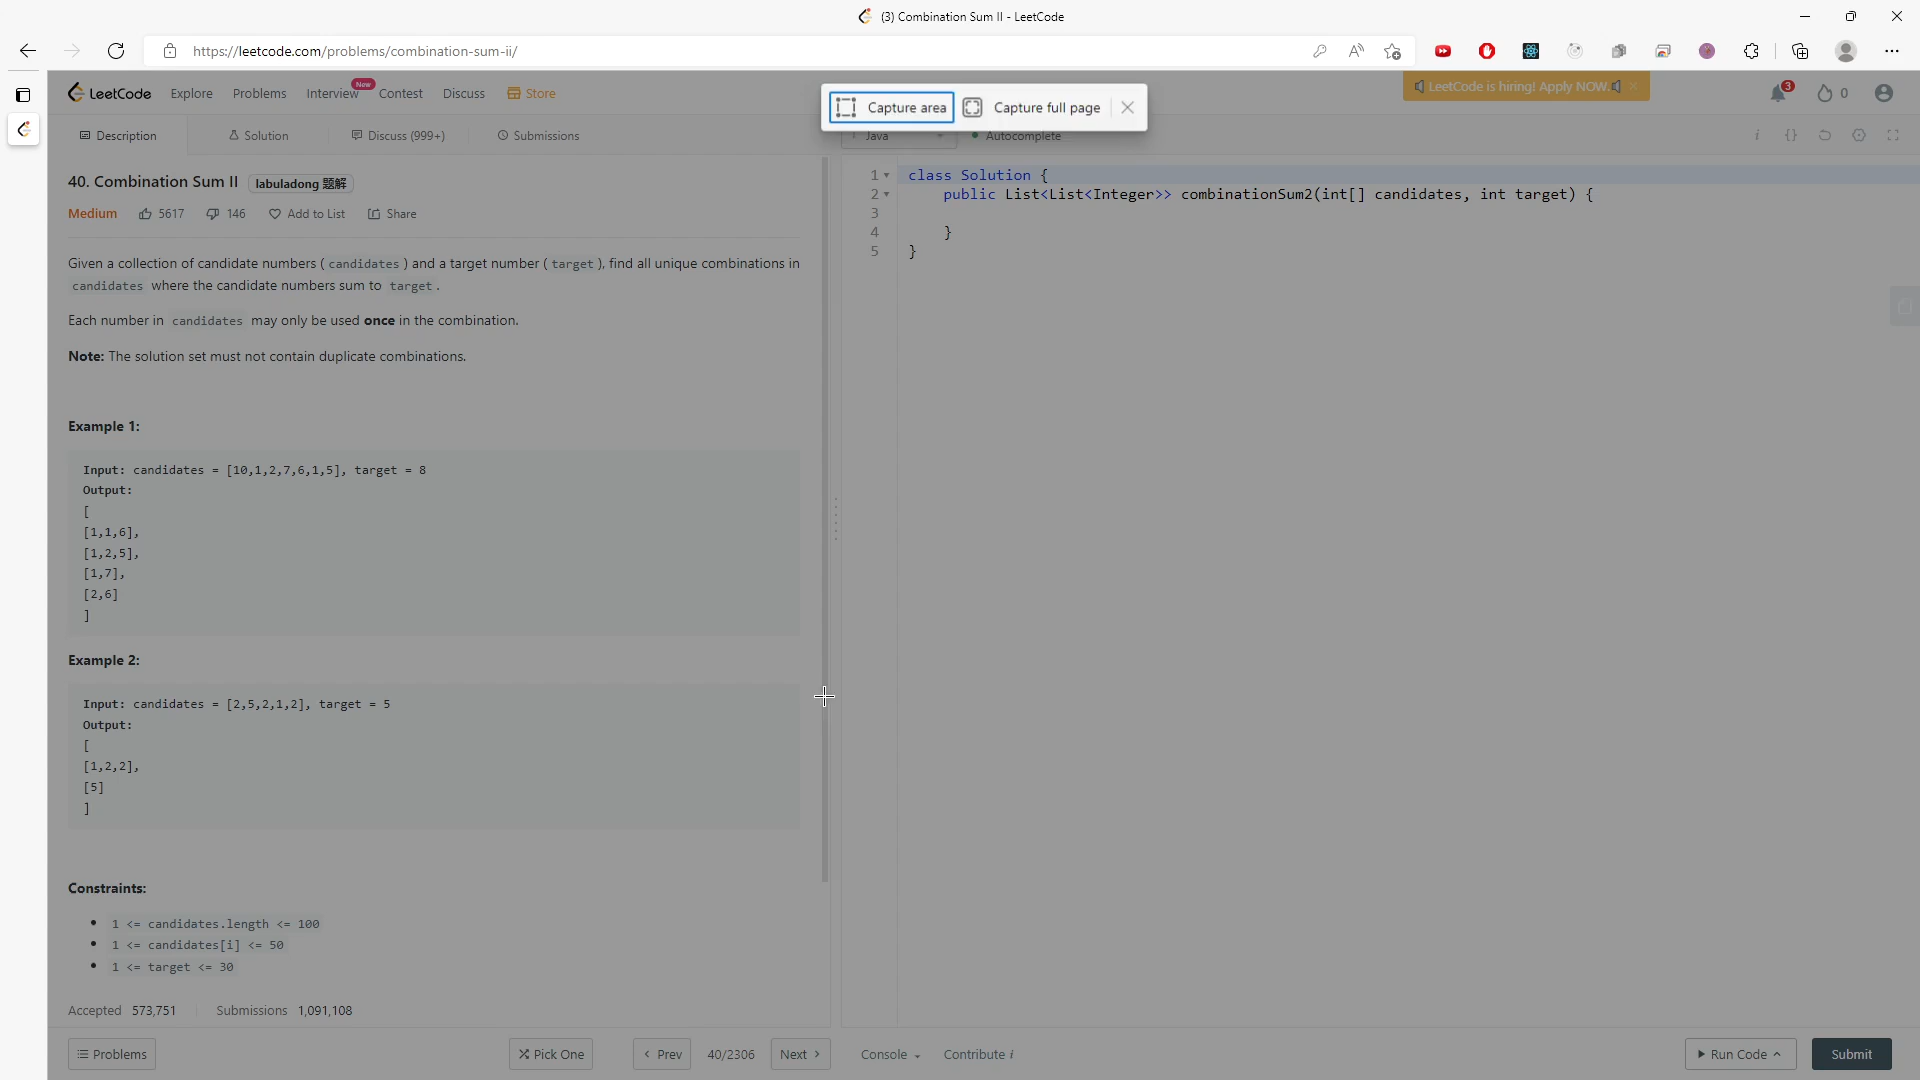 (3) Combination Sum II - LeetCode
https://leetcode.com/problems/combination-sum-ii/
LeetCode Explore Problems Interview New Contest Discuss Store
Capture area Capture full page
LeetCode is hiring! Apply NOW. 3 0
Description Solution Discuss (999+) Submissions
i Java Autocomplete i {}
40. Combination Sum II labuladong 题解
Medium 5617 146 Add to List Share
Given a collection of candidate numbers ( candidates ) and a target number ( target ), find all unique combinations in
candidates where the candidate numbers sum to target .
Each number in candidates may only be used once in the combination.
Note: The solution set must not contain duplicate combinations.
Example 1:
Input: candidates = [10,1,2,7,6,1,5], target = 8
Output:
[
[1,1,6],
[1,2,5],
[1,7],
[2,6]
]
Example 2:
Input: candidates = [2,5,2,1,2], target = 5
Output:
[
[1,2,2],
[5]
]
Constraints:
1 <= candidates.length <= 100
1 <= candidates[i] <= 50
1 <= target <= 30
Accepted 573,751 Submissions 1,091,108
1 class Solution {
2 public List<List<Integer>> combinationSum2(int[] candidates, int target) {
3
4 }
5 }
Problems Pick One Prev 40/2306 Next Console Contribute i Run Code Submit